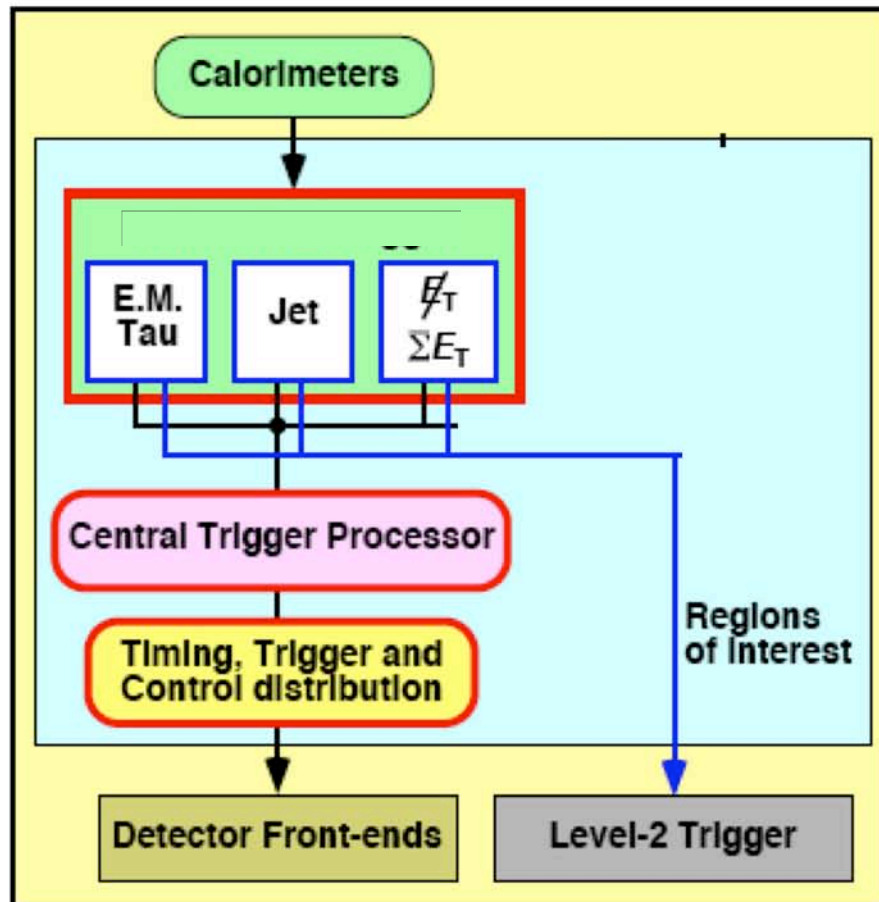 Calorimeters
E.M.
Tau
Jet
E̸T
ΣET
Central Trigger Processor
Timing, Trigger and
Control distribution
Regions
of Interest
Detector Front-ends
Level-2 Trigger